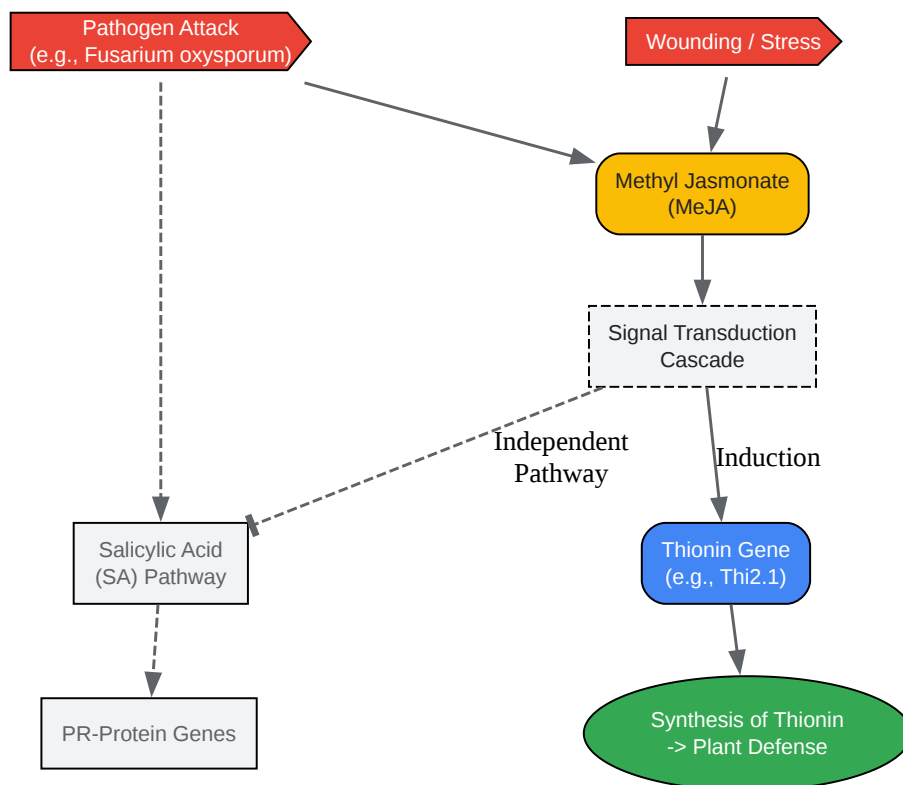 Pathogen Attack
(e.g., Fusarium oxysporum)
Wounding / Stress
Methyl Jasmonate
(MeJA)
Signal Transduction
Cascade
Independent
Pathway
Induction
Salicylic Acid
(SA) Pathway
Thionin Gene
(e.g., Thi2.1)
PR-Protein Genes
Synthesis of Thionin
-> Plant Defense